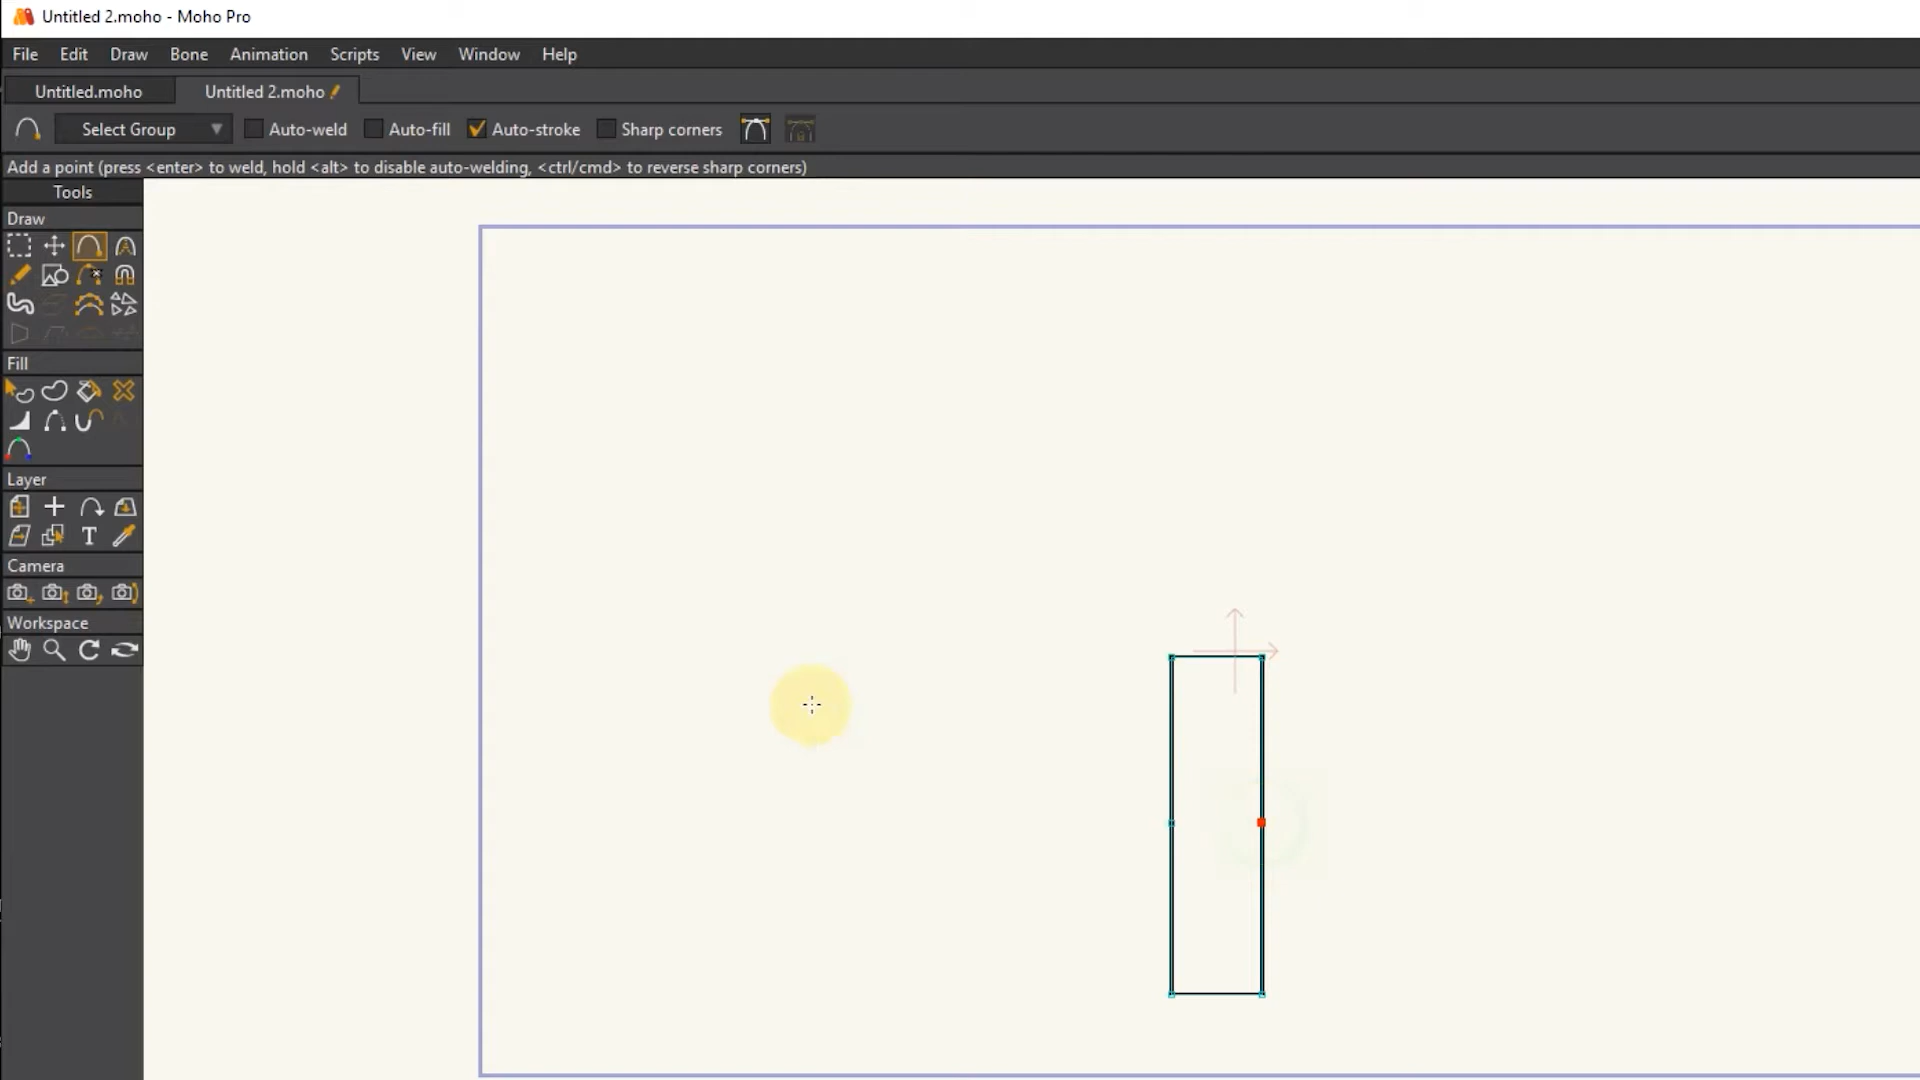 Untitled 2.moho - Moho Pro
File Edit Draw Bone Animation Scripts View Window Help
Untitled.moho Untitled 2.moho
Select Group Auto-weld Auto-fill Auto-stroke Sharp corners
Add a point (press <enter> to weld, hold <alt> to disable auto-welding, <ctrl/cmd> to reverse sharp corners)
Tools
Draw
Fill
Layer
T
Camera
Workspace